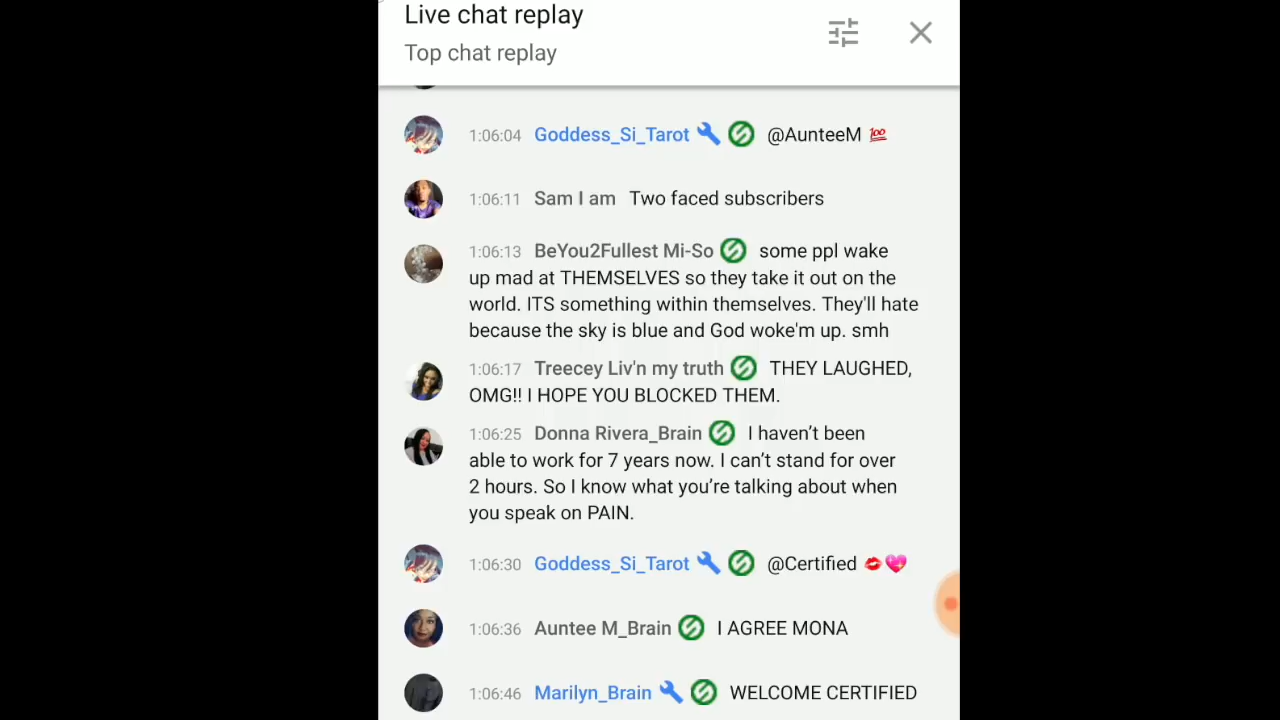 Live chat replay
Top chat replay
1:06:04 Goddess_Si_Tarot @AunteeM 💯
1:06:11 Sam I am Two faced subscribers
1:06:13 BeYou2Fullest Mi-So some ppl wake
up mad at THEMSELVES so they take it out on the
world. ITS something within themselves. They'll hate
because the sky is blue and God woke'm up. smh
1:06:17 Treecey Liv'n my truth THEY LAUGHED,
OMG!! I HOPE YOU BLOCKED THEM.
1:06:25 Donna Rivera_Brain I haven’t been
able to work for 7 years now. I can’t stand for over
2 hours. So I know what you’re talking about when
you speak on PAIN.
1:06:30 Goddess_Si_Tarot @Certified 💋💖
1:06:36 Auntee M_Brain I AGREE MONA
1:06:46 Marilyn_Brain WELCOME CERTIFIED